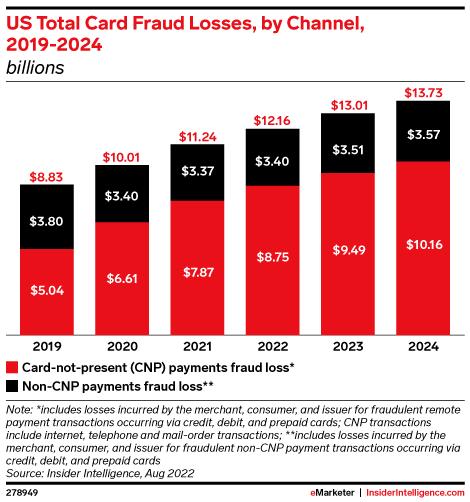 US Total Card Fraud Losses, by Channel,
2019-2024
billions
$8.83 $10.01 $11.24 $12.16 $13.01 $13.73
$3.80 $3.40 $3.37 $3.40 $3.51 $3.57
$5.04 $6.61 $7.87 $8.75 $9.49 $10.16
2019 2020 2021 2022 2023 2024
Card-not-present (CNP) payments fraud loss*
Non-CNP payments fraud loss**
Note: *includes losses incurred by the merchant, consumer, and issuer for fraudulent remote
payment transactions occurring via credit, debit, and prepaid cards; CNP transactions
include internet, telephone and mail-order transactions; **includes losses incurred by the
merchant, consumer, and issuer for fraudulent non-CNP payment transactions occurring via
credit, debit, and prepaid cards
Source: Insider Intelligence, Aug 2022
278949 eMarketer | InsiderIntelligence.com